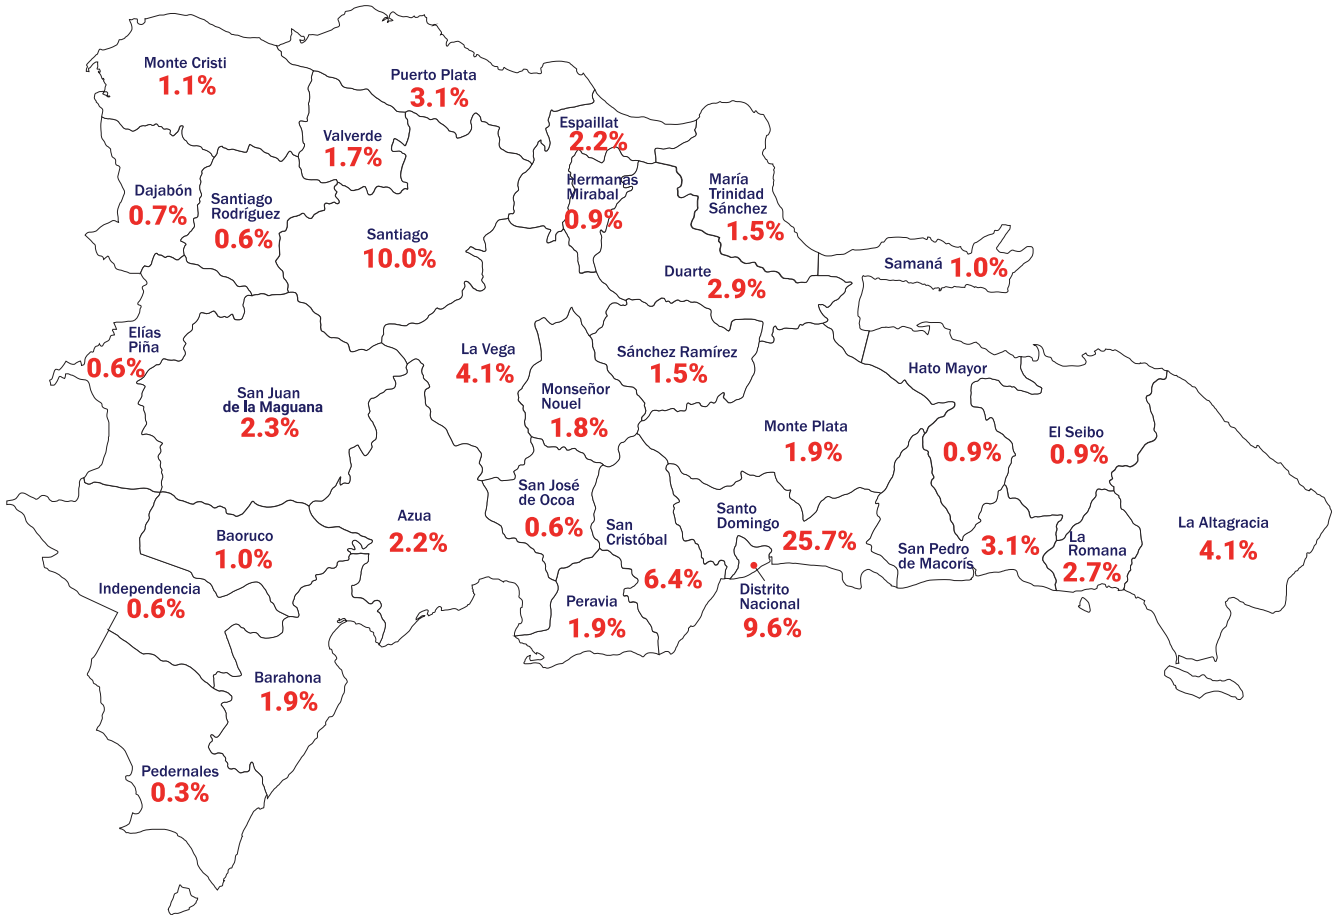 Monte Cristi
1.1%
Puerto Plata
3.1%
Valverde
1.7%
Espaillat
2.2%
Dajabón
0.7%
Santiago
Rodríguez
0.6%
Hermanas
Mirabal
0.9%
María
Trinidad
Sánchez
1.5%
Santiago
10.0%
Duarte
2.9%
Samaná
1.0%
Elías
Piña
0.6%
La Vega
4.1%
Sánchez Ramírez
1.5%
Hato Mayor
0.9%
San Juan
de la Maguana
2.3%
Monseñor
Nouel
1.8%
Monte Plata
1.9%
El Seibo
0.9%
San José
de Ocoa
0.6%
Azua
2.2%
San
Cristóbal
6.4%
Santo
Domingo
25.7%
San Pedro
de Macorís
3.1%
La
Romana
2.7%
La Altagracia
4.1%
Baoruco
1.0%
Independencia
0.6%
Peravia
1.9%
Distrito
Nacional
9.6%
Barahona
1.9%
Pedernales
0.3%